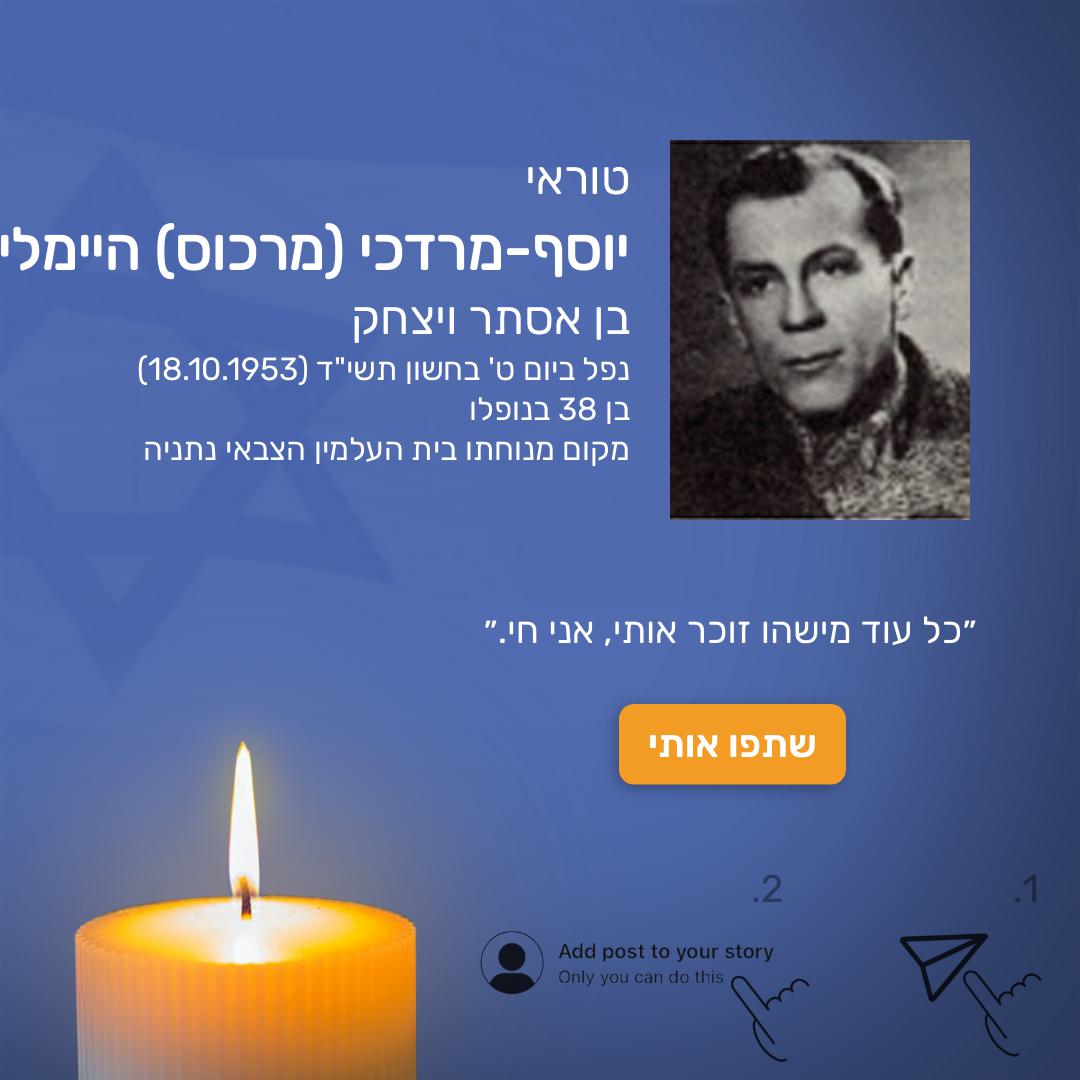 טוראי
יוסף-מרדכי (מרכוס) היימלי
בן אסתר ויצחק
נפל ביום ט' בחשון תשי"ד (18.10.1953)
בן 38 בנופלו
מקום מנוחתו בית העלמין הצבאי נתניה
״כל עוד מישהו זוכר אותי, אני חי.״
שתפו אותי
1.
2.
Add post to your story
Only you can do this